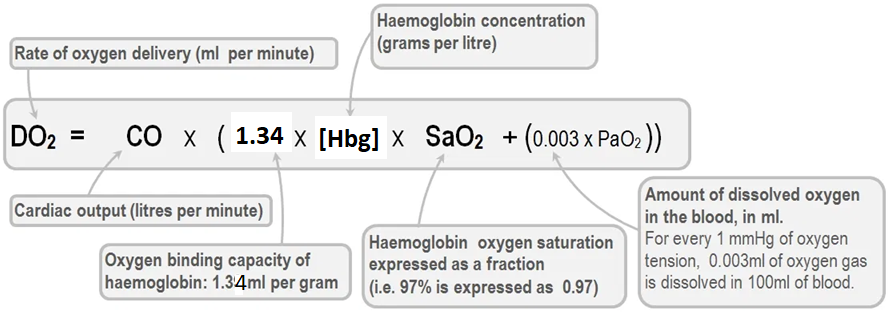 Haemoglobin concentration
(grams per litre)
Rate of oxygen delivery (ml per minute)
DO₂ = CO x ( 1.34 x [Hbg] x SaO₂ + (0.003 x PaO₂ ))
Cardiac output (litres per minute)
Oxygen binding capacity of
haemoglobin: 1.34ml per gram
Haemoglobin oxygen saturation
expressed as a fraction
(i.e. 97% is expressed as 0.97)
Amount of dissolved oxygen
in the blood, in ml.
For every 1 mmHg of oxygen
tension, 0.003ml of oxygen gas
is dissolved in 100ml of blood.